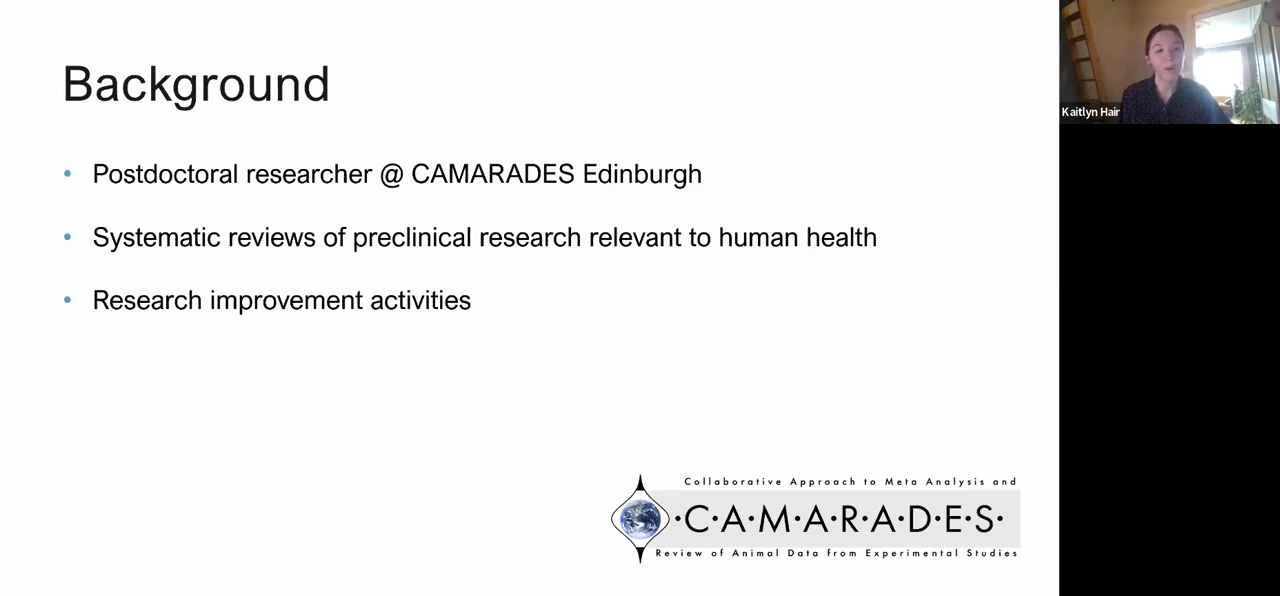 Background
• Postdoctoral researcher @ CAMARADES Edinburgh
• Systematic reviews of preclinical research relevant to human health
• Research improvement activities
Collaborative Approach to Meta Analysis and
·C·A·M·A·R·A·D·E·S·
Review of Animal Data from Experimental Studies
Kaitlyn Hair